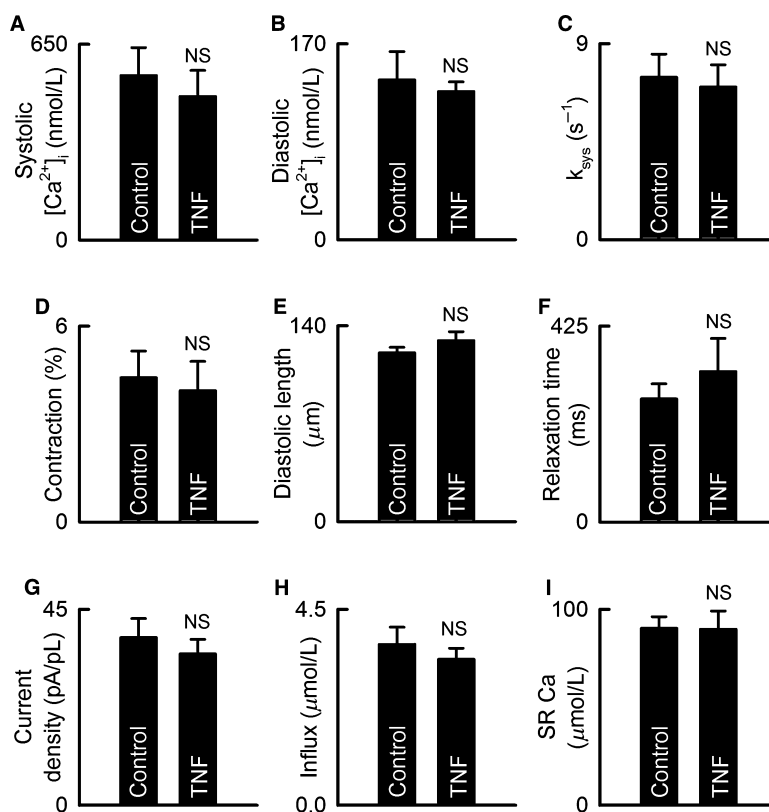 A
650
Systolic
[Ca²⁺]ᵢ (nmol/L)
0
Control
NS
TNF
B
170
Diastolic
[Ca²⁺]ᵢ (nmol/L)
0
Control
NS
TNF
C
9
k_sys (s⁻¹)
0
Control
NS
TNF
D
6
Contraction (%)
0
Control
NS
TNF
E
140
Diastolic length
(μm)
0
Control
NS
TNF
F
425
Relaxation time
(ms)
0
Control
NS
TNF
G
45
Current
density (pA/pL)
0
Control
NS
TNF
H
4.5
Influx (μmol/L)
0.0
Control
NS
TNF
I
100
SR Ca
(μmol/L)
0
Control
NS
TNF